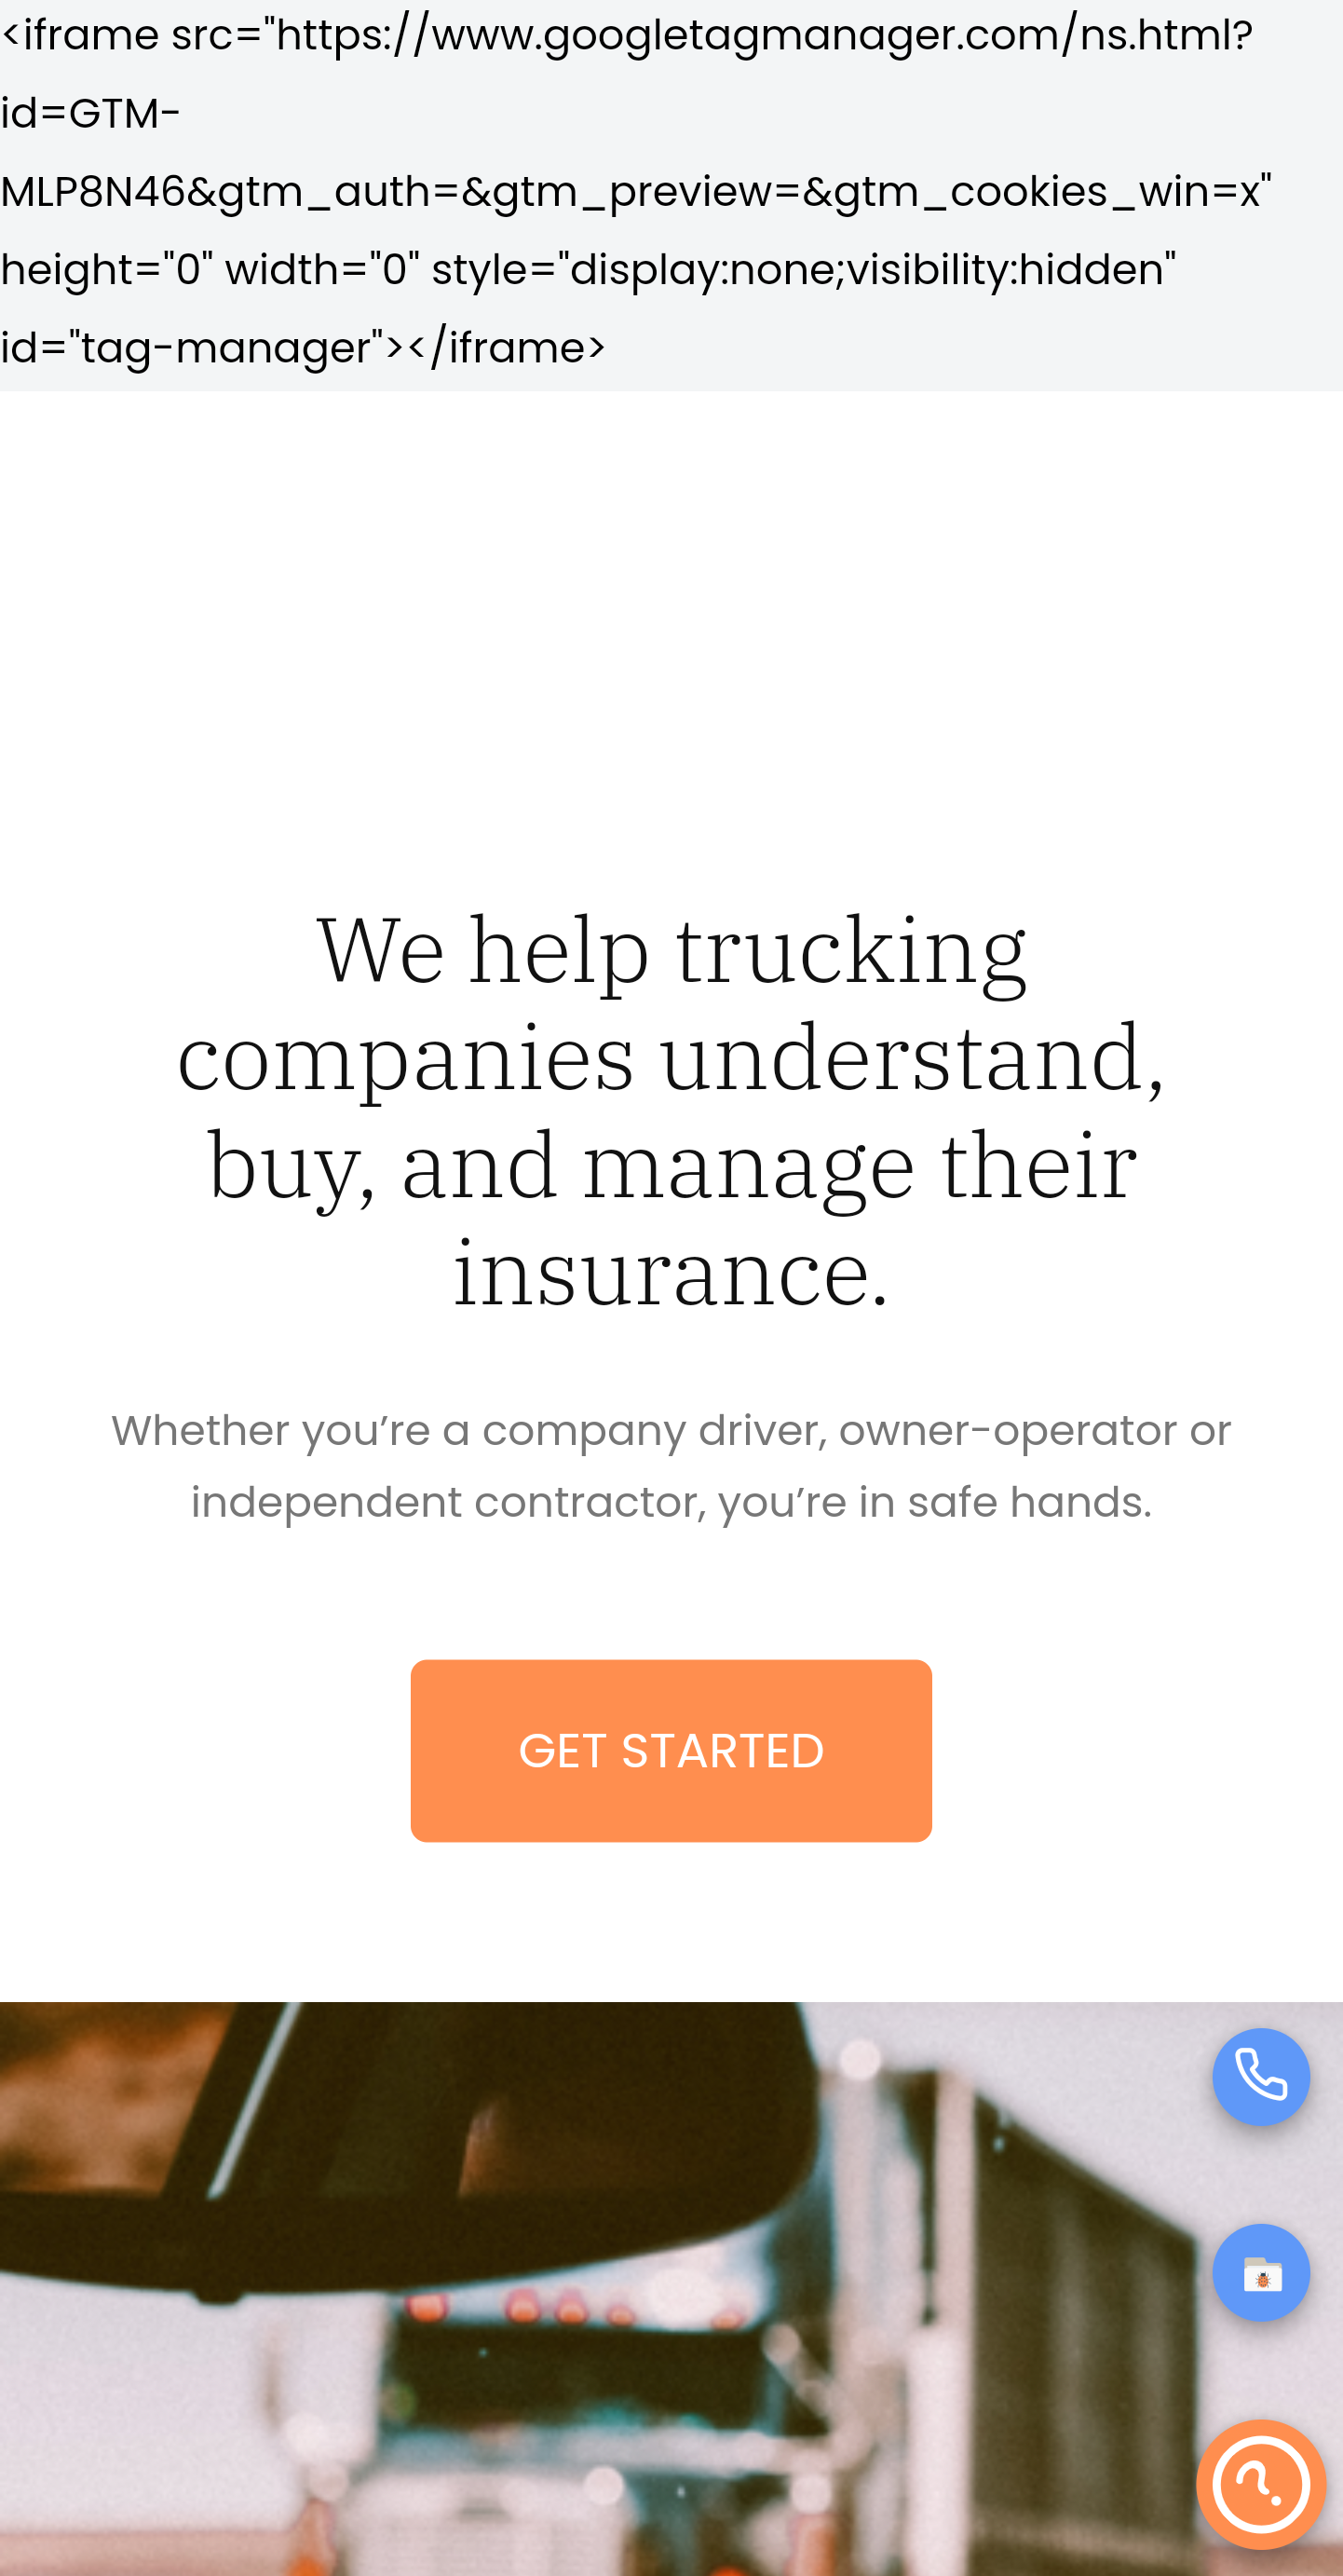 <iframe src="https://www.googletagmanager.com/ns.html?
id=GTM-
MLP8N46&gtm_auth=&gtm_preview=&gtm_cookies_win=x"
height="0" width="0" style="display:none;visibility:hidden"
id="tag-manager"></iframe>
We help trucking
companies understand,
buy, and manage their
insurance.
Whether you’re a company driver, owner-operator or
independent contractor, you’re in safe hands.
GET STARTED